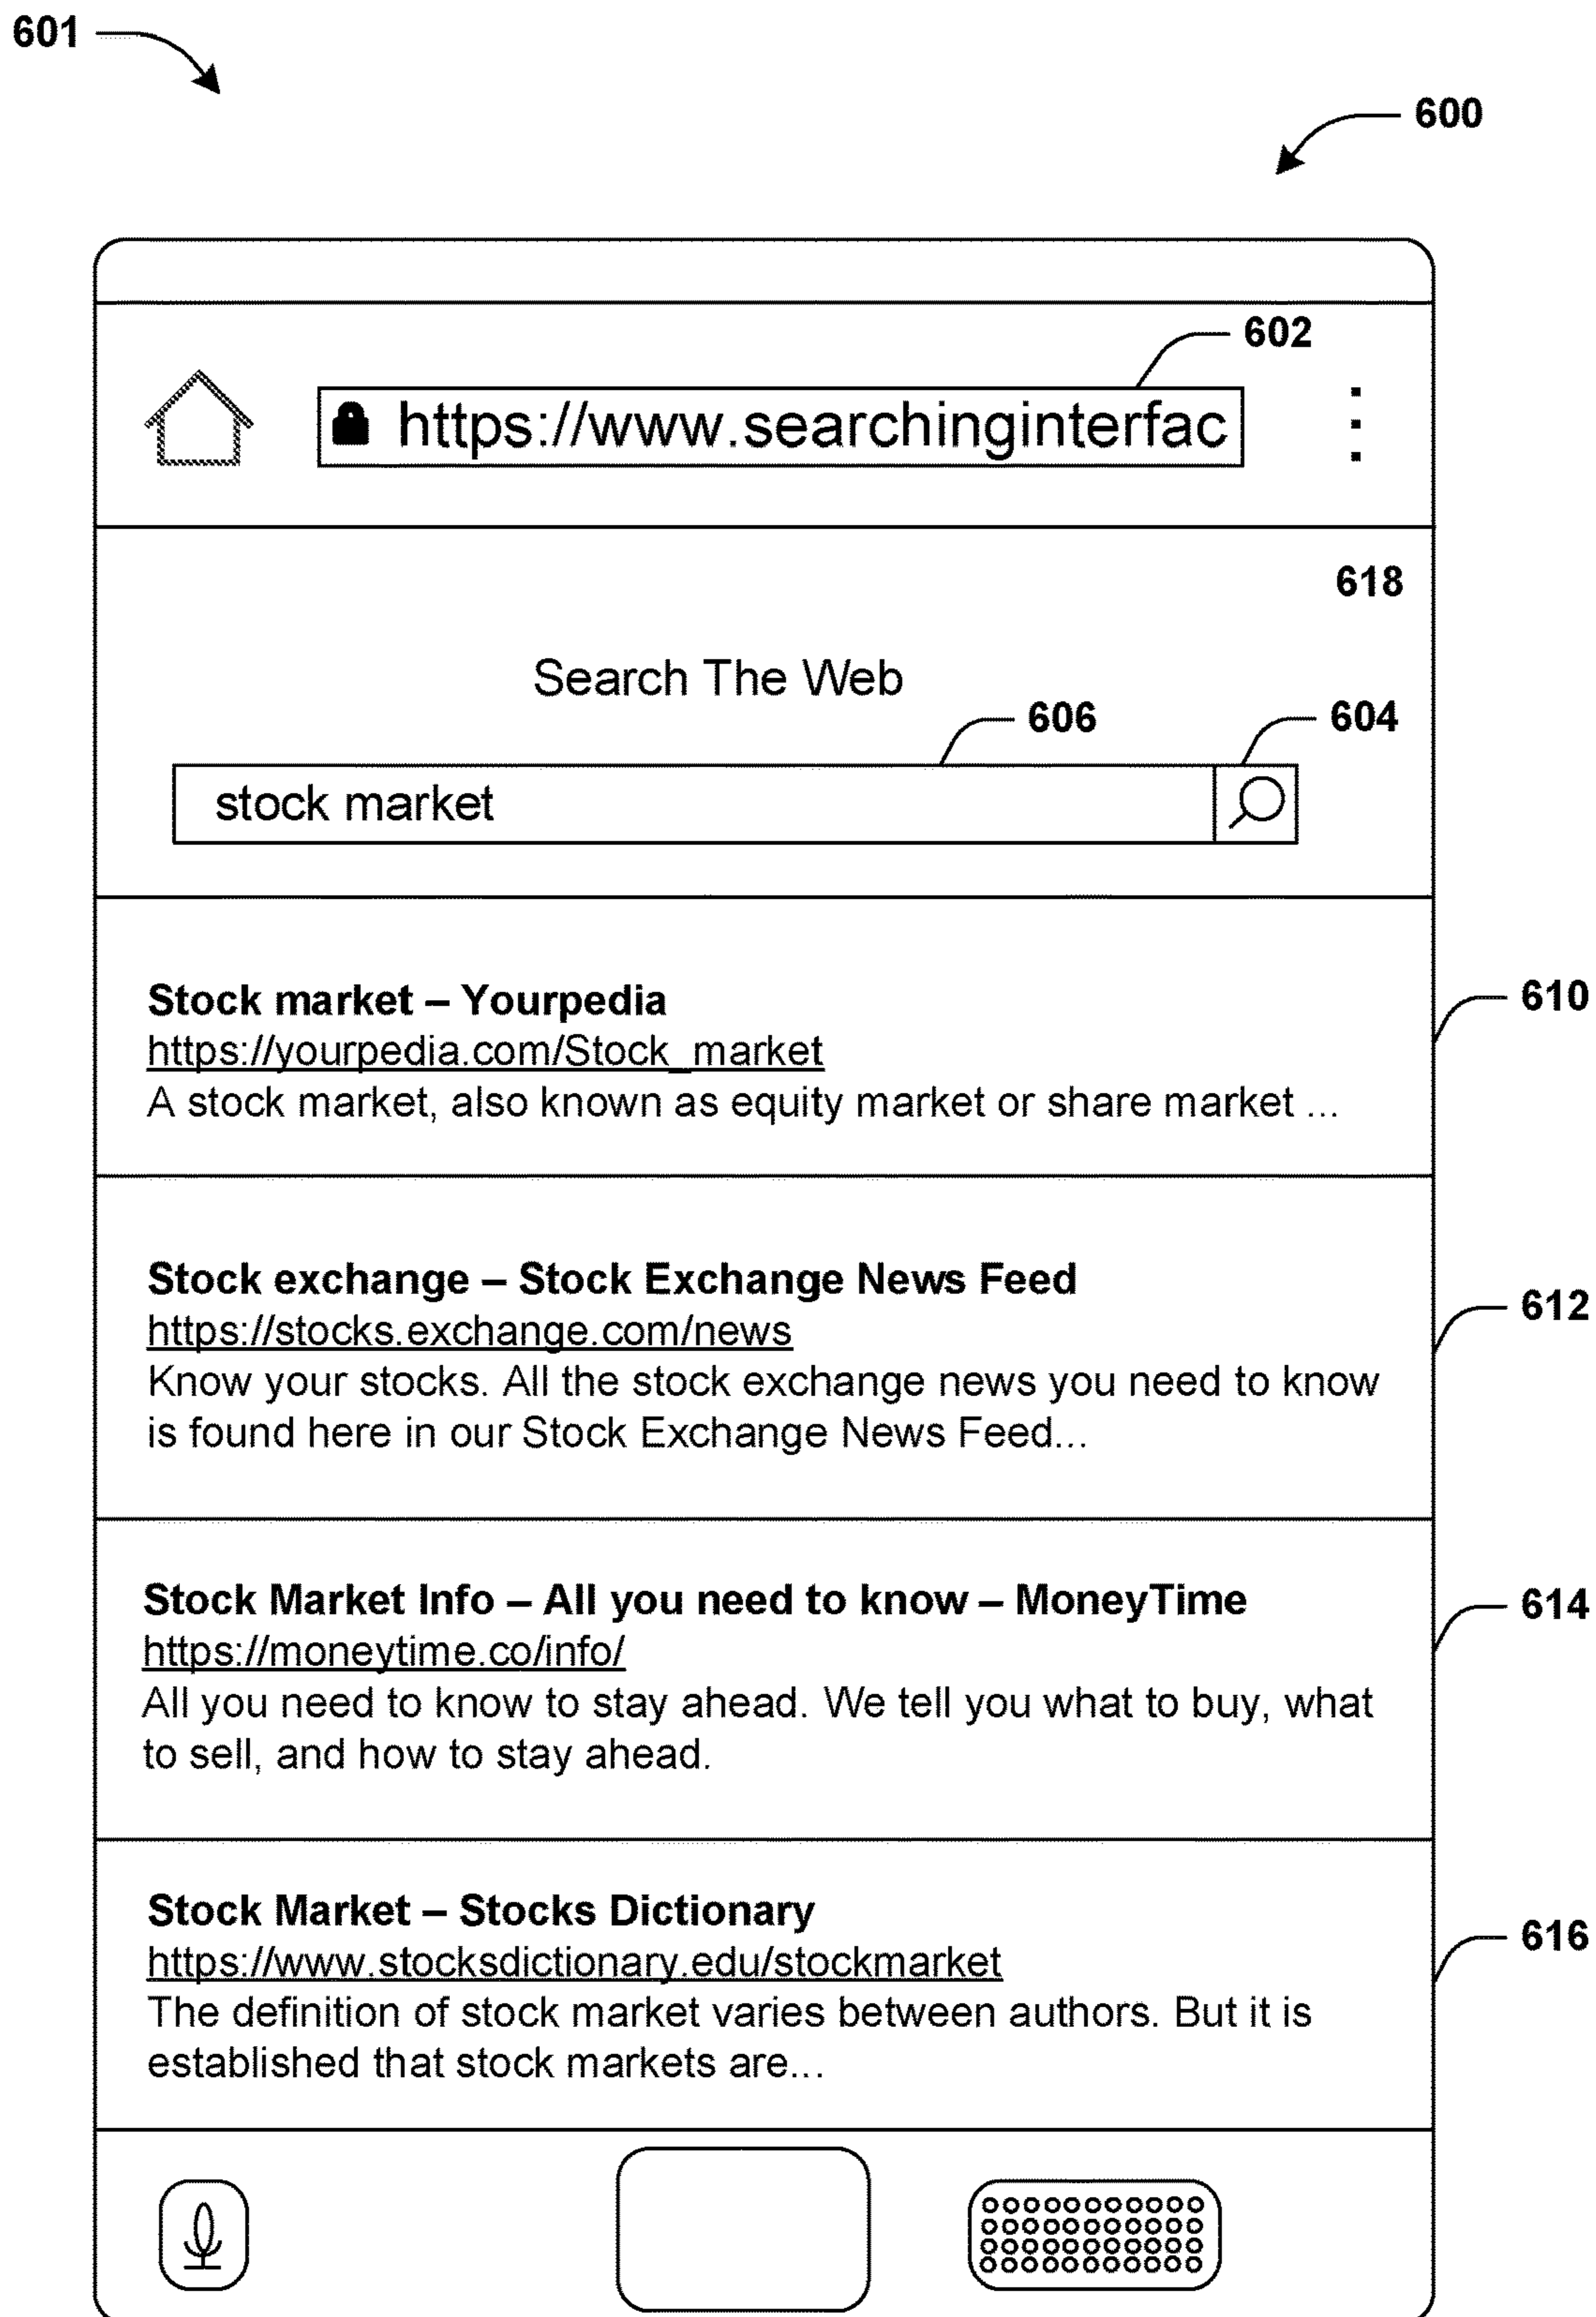 601
600
602
https://www.searchinginterfac
618
Search The Web
606
604
stock market
Stock market – Yourpedia
610
https://yourpedia.com/Stock_market
A stock market, also known as equity market or share market ...
Stock exchange – Stock Exchange News Feed
612
https://stocks.exchange.com/news
Know your stocks. All the stock exchange news you need to know
is found here in our Stock Exchange News Feed...
Stock Market Info – All you need to know – MoneyTime
614
https://moneytime.co/info/
All you need to know to stay ahead. We tell you what to buy, what
to sell, and how to stay ahead.
Stock Market – Stocks Dictionary
616
https://www.stocksdictionary.edu/stockmarket
The definition of stock market varies between authors. But it is
established that stock markets are...